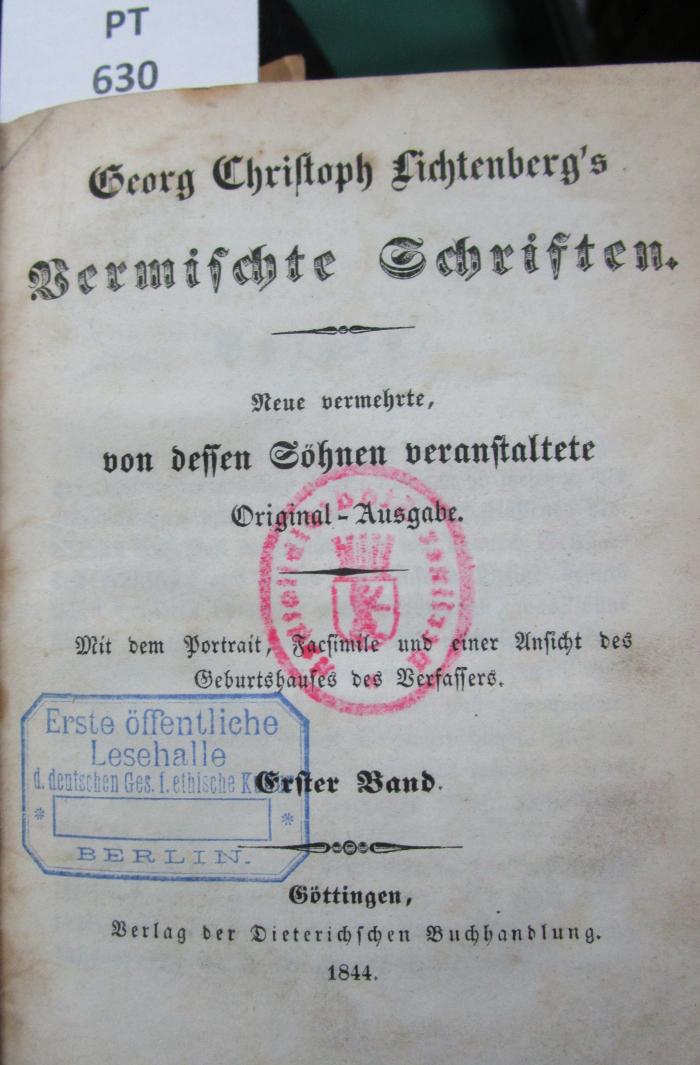 PT
630
Georg Christoph Lichtenberg's
Vermischte Schriften.
Neue vermehrte,
von dessen Söhnen veranstaltete
Original-Ausgabe.
Mit dem Portrait, Facsimile und einer Ansicht des
Geburtshauses des Verfassers.
Erste öffentliche
Lesehalle
d. deutschen Ges. f. ethische
Erster Band.
BERLIN.
Göttingen,
Verlag der Dieterichschen Buchhandlung.
1844.